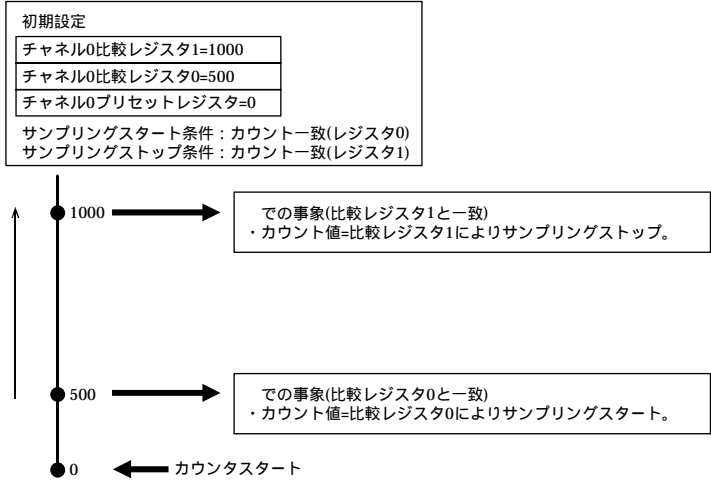 初期設定
チャネル0比較レジスタ1=1000
チャネル0比較レジスタ0=500
チャネル0プリセットレジスタ=0
サンプリングスタート条件：カウント一致(レジスタ0)
サンプリングストップ条件：カウント一致(レジスタ1)
1000
での事象(比較レジスタ1と一致)
・カウント値=比較レジスタ1によりサンプリングストップ。
500
での事象(比較レジスタ0と一致)
・カウント値=比較レジスタ0によりサンプリングスタート。
0
カウンタスタート